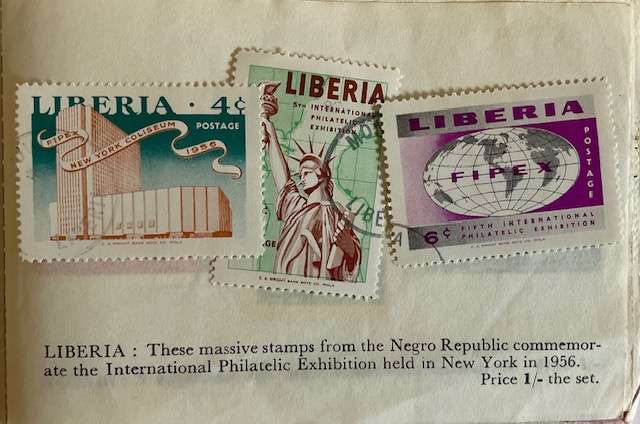 LIBERIA · 4¢
POSTAGE
FIPEX
NEW YORK COLISEUM
1956
LIBERIA
5TH INTERNATIONAL
PHILATELIC
EXHIBITION
LIBERIA
FIPEX
POSTAGE
6¢ FIFTH INTERNATIONAL
PHILATELIC EXHIBITION
LIBERIA : These massive stamps from the Negro Republic commemor-
ate the International Philatelic Exhibition held in New York in 1956.
Price 1/- the set.